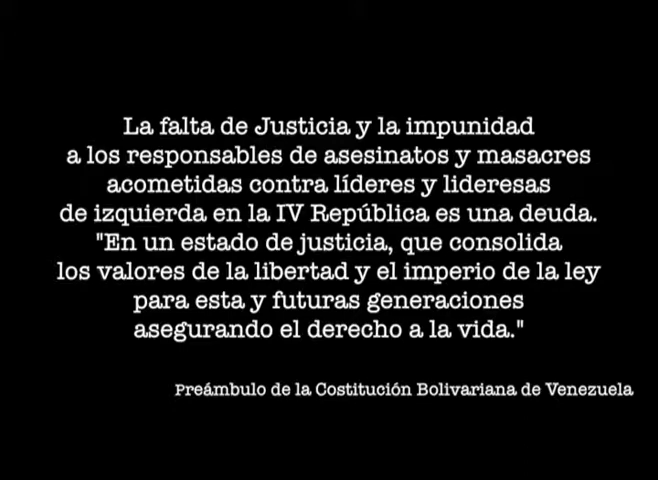 La falta de Justicia y la impunidad
a los responsables de asesinatos y masacres
acometidas contra líderes y lideresas
de izquierda en la IV República es una deuda.
"En un estado de justicia, que consolida
los valores de la libertad y el imperio de la ley
para esta y futuras generaciones
asegurando el derecho a la vida."
Preámbulo de la Costitución Bolivariana de Venezuela